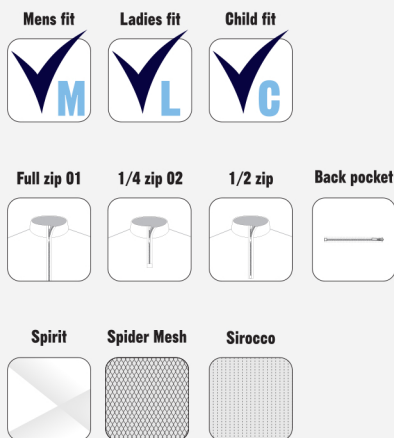 Mens fit Ladies fit Child fit
M L C
Full zip 01 1/4 zip 02 1/2 zip Back pocket
Spirit Spider Mesh Sirocco